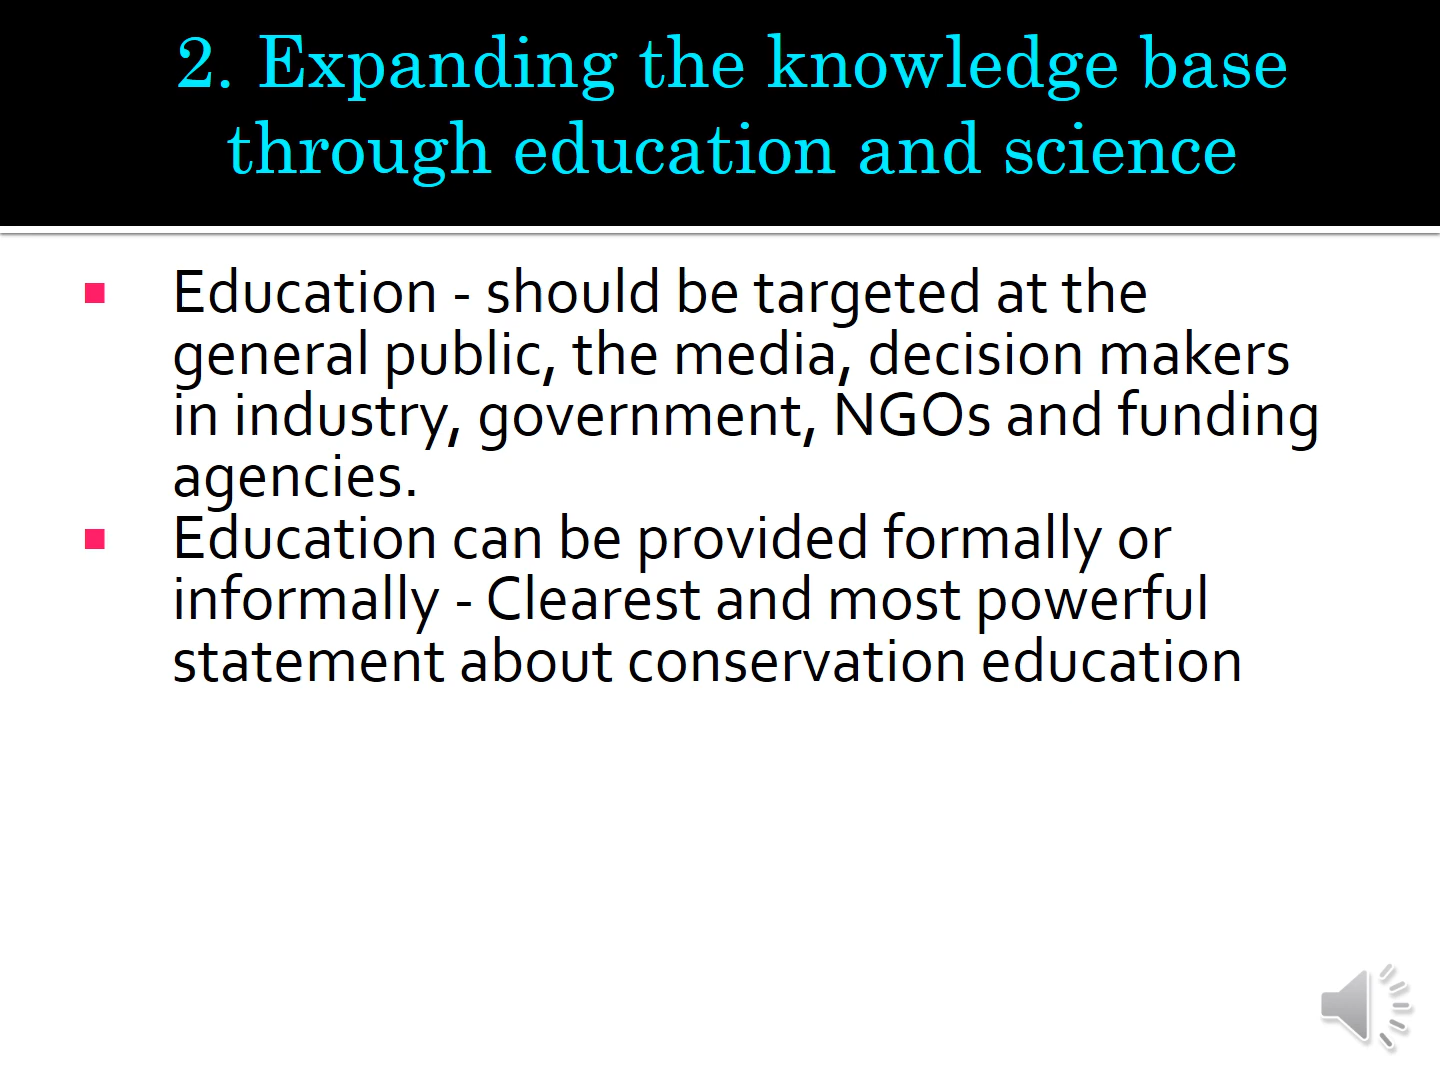 2. Expanding the knowledge base
through education and science
Education - should be targeted at the
general public, the media, decision makers
in industry, government, NGOs and funding
agencies.
Education can be provided formally or
informally - Clearest and most powerful
statement about conservation education